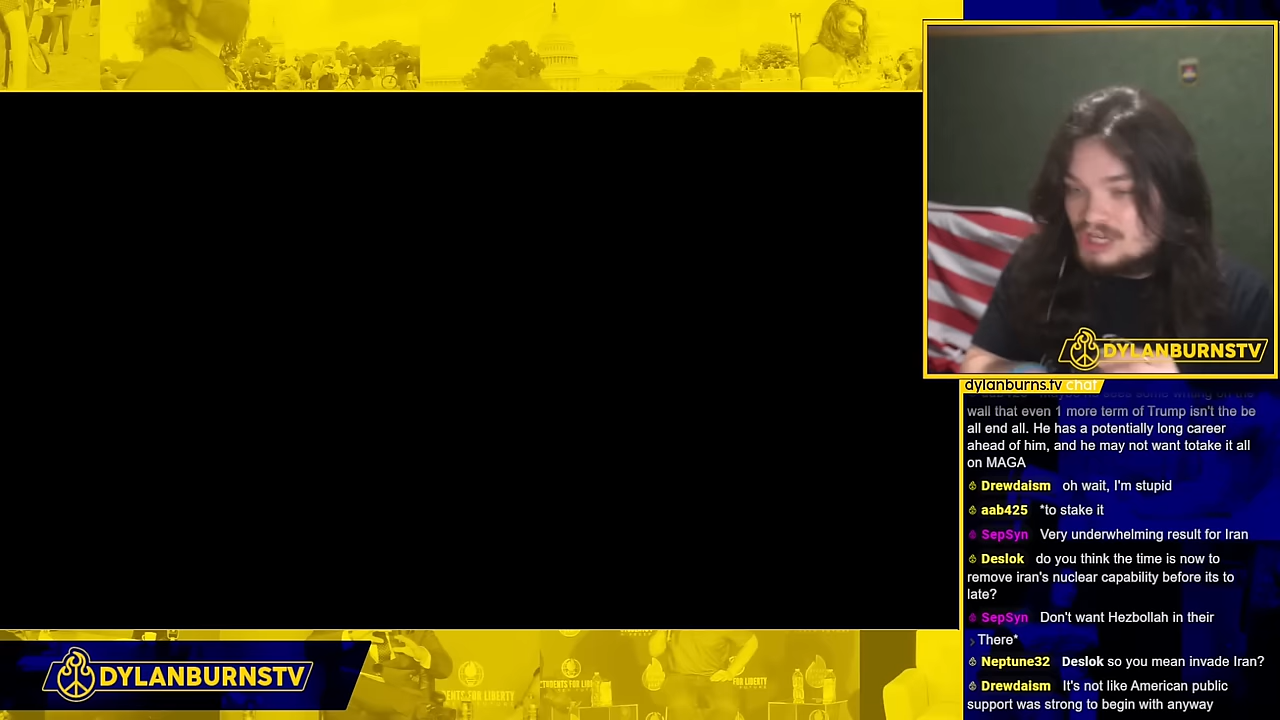 DYLANBURNSTV
dylanburns.tv chat
wall that even 1 more term of Trump isn't the be
all end all. He has a potentially long career
ahead of him, and he may not want totake it all
on MAGA
Drewdaism oh wait, I'm stupid
aab425 *to stake it
SepSyn Very underwhelming result for Iran
Deslok do you think the time is now to
remove iran's nuclear capability before its to
late?
SepSyn Don't want Hezbollah in their
There*
Neptune32 Deslok so you mean invade Iran?
Drewdaism It's not like American public
support was strong to begin with anyway
DYLANBURNSTV
FOR LIBERTY